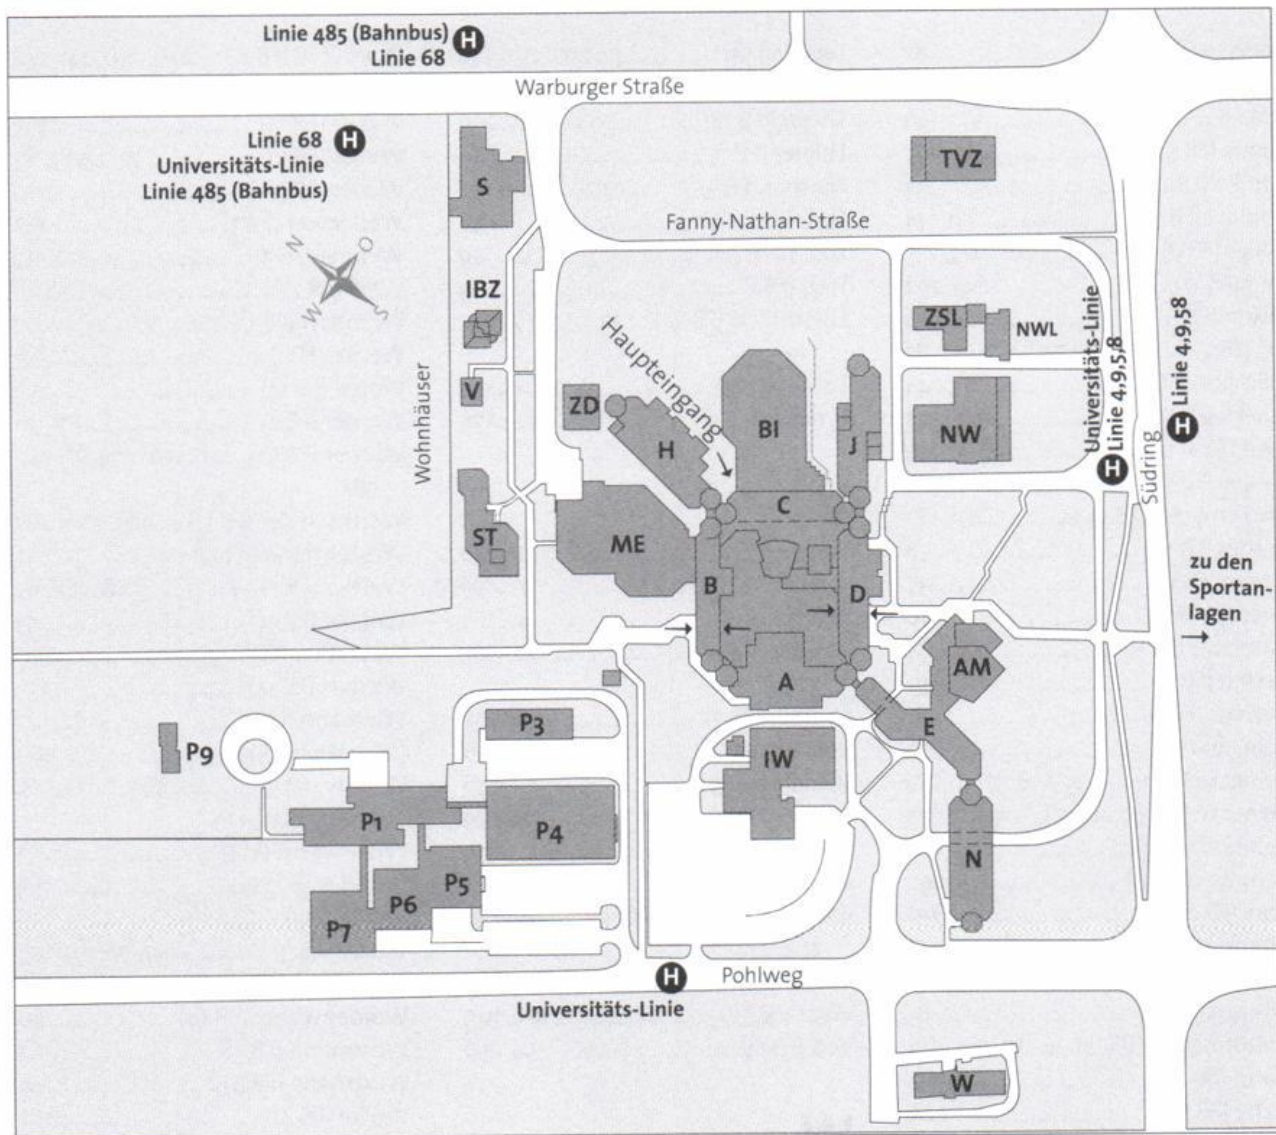 Linie 485 (Bahnbus)
Linie 68
H
Warburger Straße
Linie 68
Universitäts-Linie
Linie 485 (Bahnbus)
H
S
TVZ
Fanny-Nathan-Straße
N
O
W
S
IBZ
V
Wohnhäuser
ZD
Haupteingang
H
BI
J
ZSL
NWL
NW
Universitäts-Linie
Linie 4,9,5,8
H
Linie 4,9,58
H
Südring
ST
ME
C
B
D
A
zu den
Sportan-
lagen
AM
E
P3
P9
IW
P1
P4
N
P5
P6
P7
H
Pohlweg
Universitäts-Linie
W